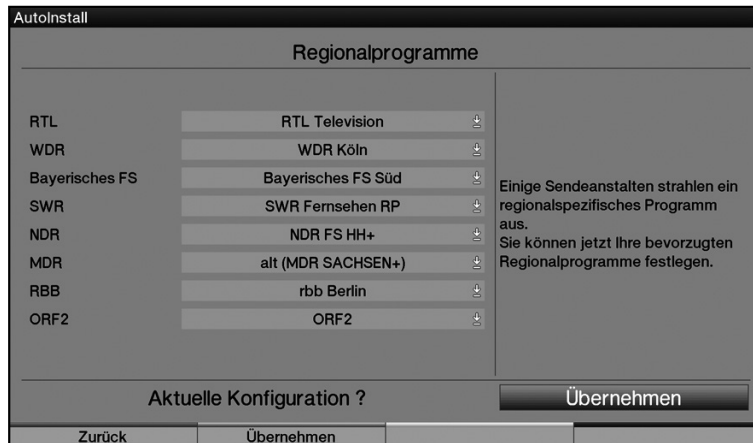 AutoInstall
Regionalprogramme
RTL RTL Television
WDR WDR Köln
Bayerisches FS Bayerisches FS Süd
SWR SWR Fernsehen RP
NDR NDR FS HH+
MDR alt (MDR SACHSEN+)
RBB rbb Berlin
ORF2 ORF2
Einige Sendeanstalten strahlen ein
regionalspezifisches Programm
aus.
Sie können jetzt Ihre bevorzugten
Regionalprogramme festlegen.
Aktuelle Konfiguration ? Übernehmen
Zurück Übernehmen